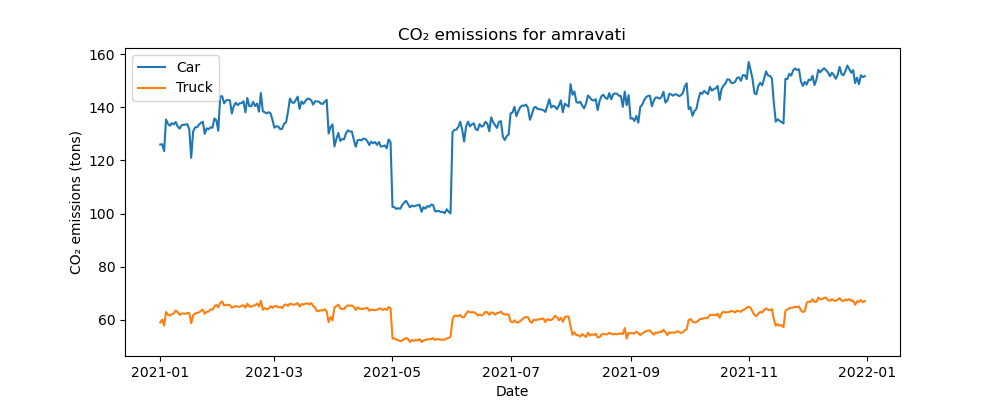 CO₂ emissions for amravati
Car
Truck
CO₂ emissions (tons)
160
140
120
100
80
60
2021-01 2021-03 2021-05 2021-07 2021-09 2021-11 2022-01
Date